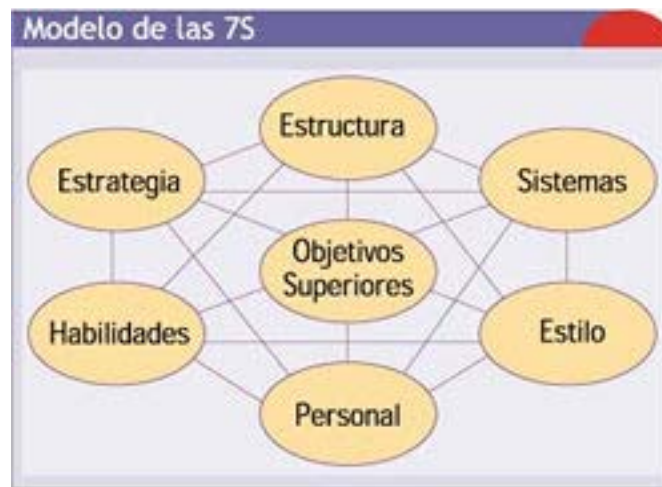 Modelo de las 7S
Estructura
Estrategia
Sistemas
Objetivos
Superiores
Habilidades
Estilo
Personal